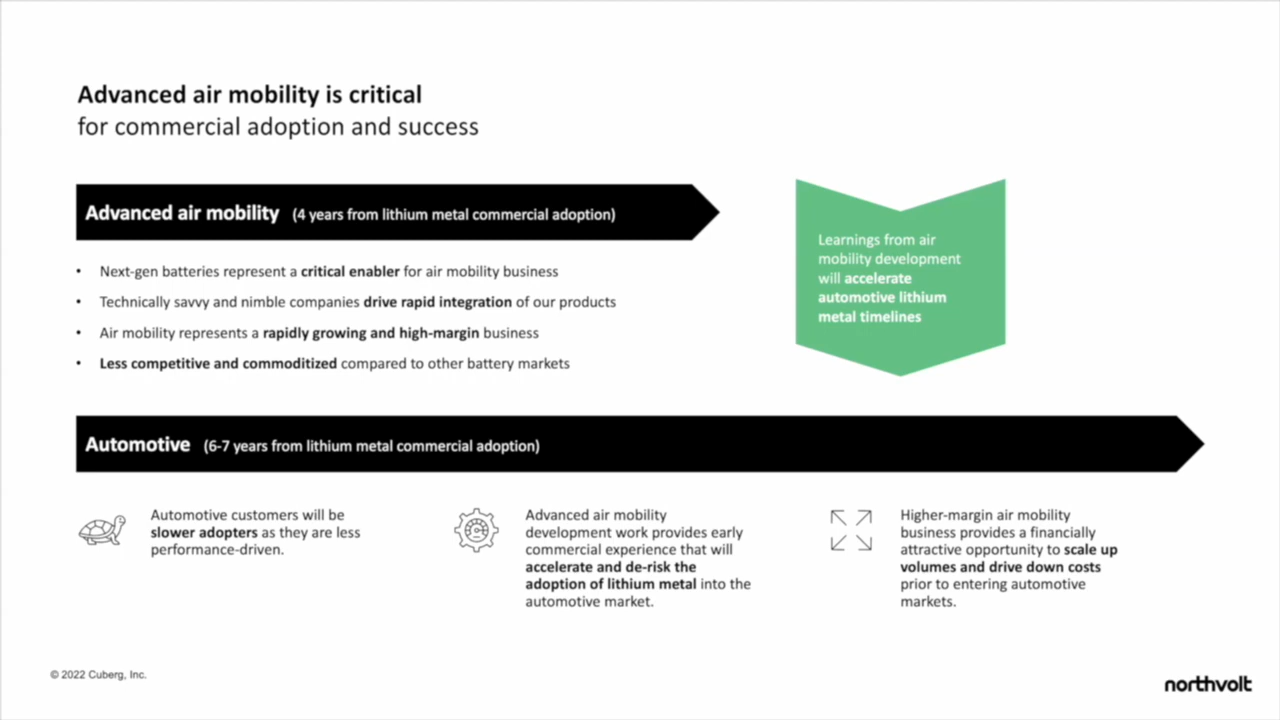 Advanced air mobility is critical
for commercial adoption and success
Advanced air mobility (4 years from lithium metal commercial adoption)
• Next-gen batteries represent a critical enabler for air mobility business
• Technically savvy and nimble companies drive rapid integration of our products
• Air mobility represents a rapidly growing and high-margin business
• Less competitive and commoditized compared to other battery markets
Learnings from air
mobility development
will accelerate
automotive lithium
metal timelines
Automotive (6-7 years from lithium metal commercial adoption)
Automotive customers will be
slower adopters as they are less
performance-driven.
Advanced air mobility
development work provides early
commercial experience that will
accelerate and de-risk the
adoption of lithium metal into the
automotive market.
Higher-margin air mobility
business provides a financially
attractive opportunity to scale up
volumes and drive down costs
prior to entering automotive
markets.
© 2022 Cuberg, Inc.
northvolt